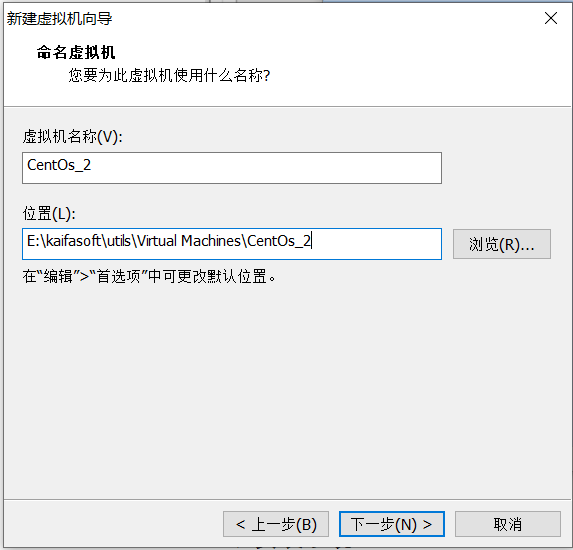 新建虚拟机向导
命名虚拟机
您要为此虚拟机使用什么名称?
虚拟机名称(V):
CentOs_2
位置(L):
E:\kaifasoft\utils\Virtual Machines\CentOs_2
浏览(R)...
在“编辑”>“首选项”中可更改默认位置。
< 上一步(B)
下一步(N) >
取消